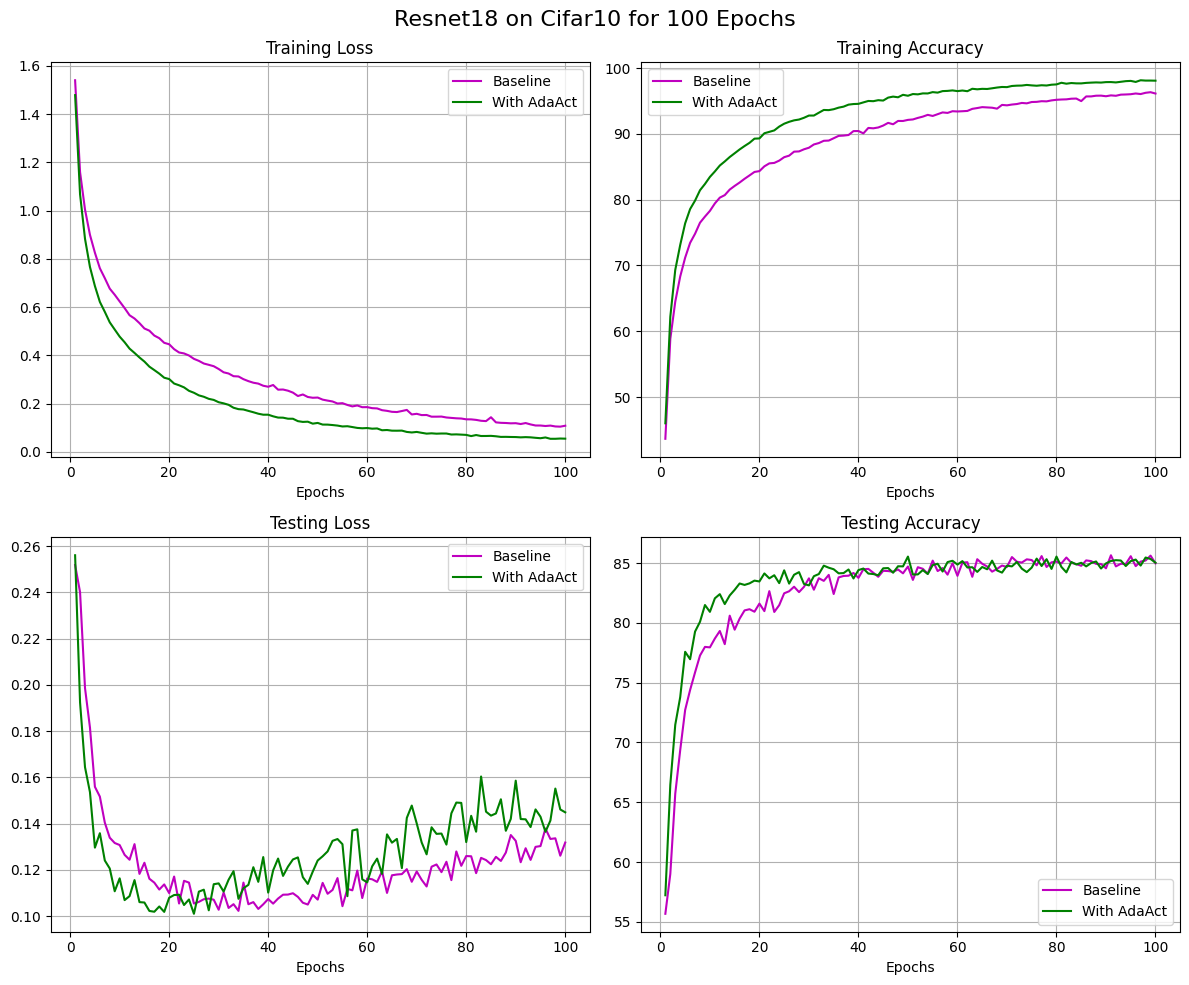 Resnet18 on Cifar10 for 100 Epochs
Training Loss
1.6
1.4
1.2
1.0
0.8
0.6
0.4
0.2
0.0
0 20 40 60 80 100
Epochs
Baseline
With AdaAct
Training Accuracy
100
90
80
70
60
50
0 20 40 60 80 100
Epochs
Baseline
With AdaAct
Testing Loss
0.26
0.24
0.22
0.20
0.18
0.16
0.14
0.12
0.10
0 20 40 60 80 100
Epochs
Baseline
With AdaAct
Testing Accuracy
85
80
75
70
65
60
55
0 20 40 60 80 100
Epochs
Baseline
With AdaAct